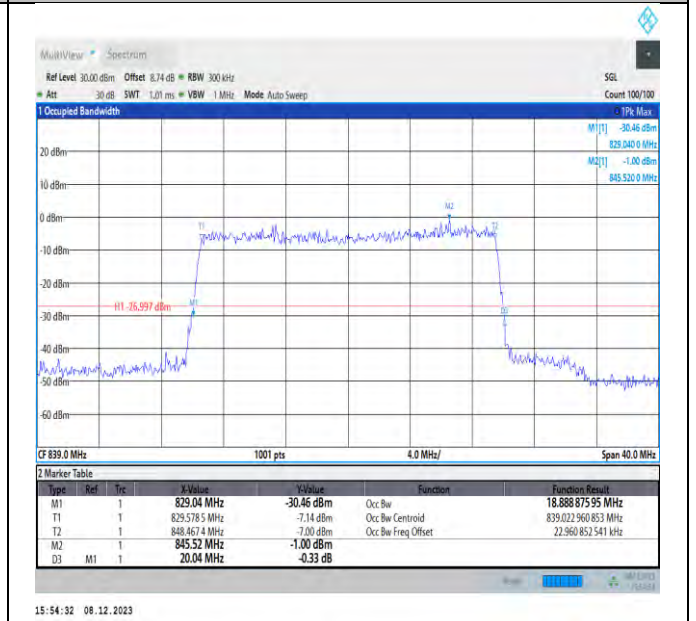 MultiView Spectrum
Ref Level 30.00 dBm Offset 8.74 dB RBW 300 kHz SGL
Att 30 dB SWT 1.01 ms VBW 1 MHz Mode Auto Sweep Count 100/100
1 Occupied Bandwidth 1Pk Max
M1[1] -30.46 dBm
829.040 0 MHz
M2[1] -1.00 dBm
845.520 0 MHz
20 dBm
10 dBm
M2
0 dBm
T1 T2
-10 dBm
-20 dBm
H1 -26.997 dBm M1
D3
-30 dBm
-40 dBm
-50 dBm
-60 dBm
CF 839.0 MHz 1001 pts 4.0 MHz/ Span 40.0 MHz
2 Marker Table
Type Ref Trc X-Value Y-Value Function Function Result
M1 1 829.04 MHz -30.46 dBm Occ Bw 18.888 875 95 MHz
T1 1 829.578 5 MHz -7.14 dBm Occ Bw Centroid 839.022 960 853 MHz
T2 1 848.467 4 MHz -7.00 dBm Occ Bw Freq Offset 22.960 852 541 kHz
M2 1 845.52 MHz -1.00 dBm
D3 M1 1 20.04 MHz -0.33 dB
15:54:32 08.12.2023